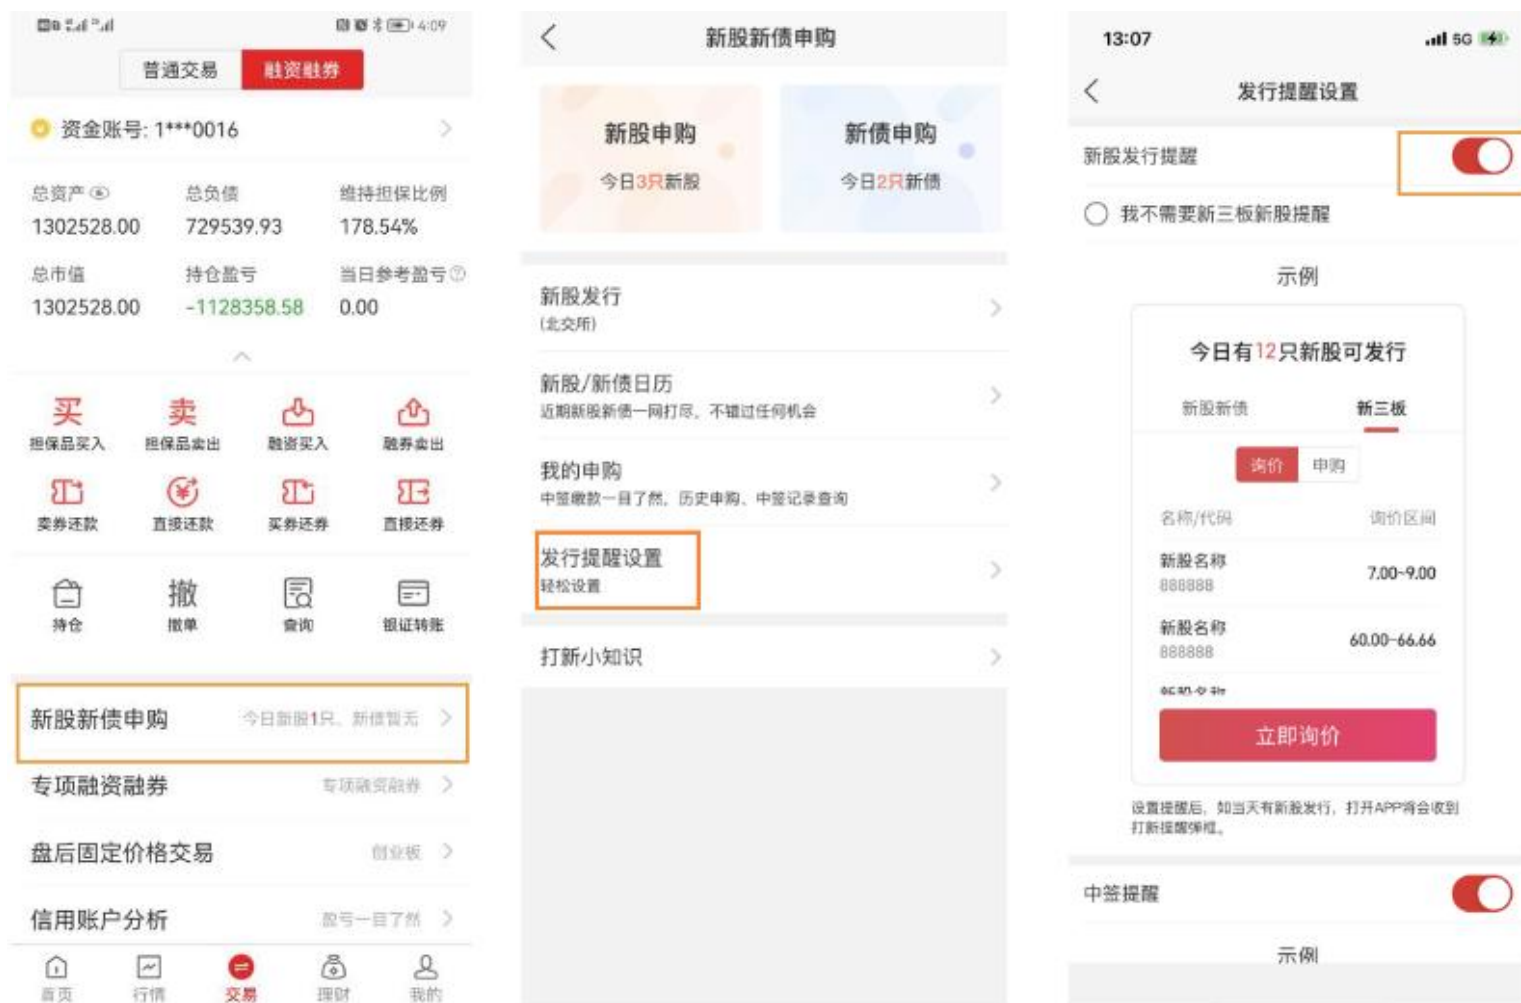 4:09
普通交易 融资融券
资金账号: 1***0016
总资产 总负债 维持担保比例
1302528.00 729539.93 178.54%
总市值 持仓盈亏 当日参考盈亏
1302528.00 -1128358.58 0.00
买 卖
担保品买入 担保品卖出 融资买入 融券卖出
卖券还款 直接还款 买券还券 直接还券
撤
持仓 撤单 查询 银证转账
新股新债申购 今日新股1只、新债暂无
专项融资融券 专项融资融券
盘后固定价格交易 创业板
信用账户分析 盈亏一目了然
首页 行情 交易 理财 我的
新股新债申购
新股申购 新债申购
今日3只新股 今日2只新债
新股发行
(北交所)
新股/新债日历
近期新股新债一网打尽，不错过任何机会
我的申购
中签缴款一目了然，历史申购、中签记录查询
发行提醒设置
轻松设置
打新小知识
13:07 5G
发行提醒设置
新股发行提醒
我不需要新三板新股提醒
示例
今日有12只新股可发行
新股新债 新三板
询价 申购
名称/代码 询价区间
新股名称
888888 7.00~9.00
新股名称
888888 60.00~66.66
新股名称
立即询价
设置提醒后，如当天有新股发行，打开APP将会收到
打新提醒弹框。
中签提醒
示例